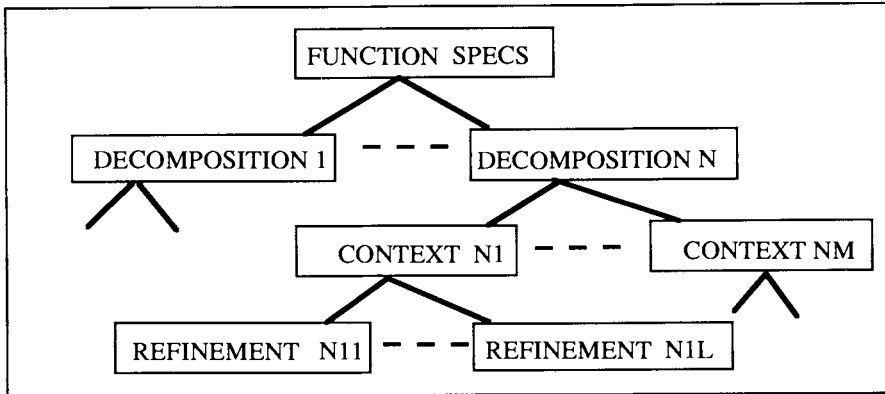 FUNCTION SPECS
DECOMPOSITION 1
DECOMPOSITION N
CONTEXT N1
CONTEXT NM
REFINEMENT N11
REFINEMENT N1L